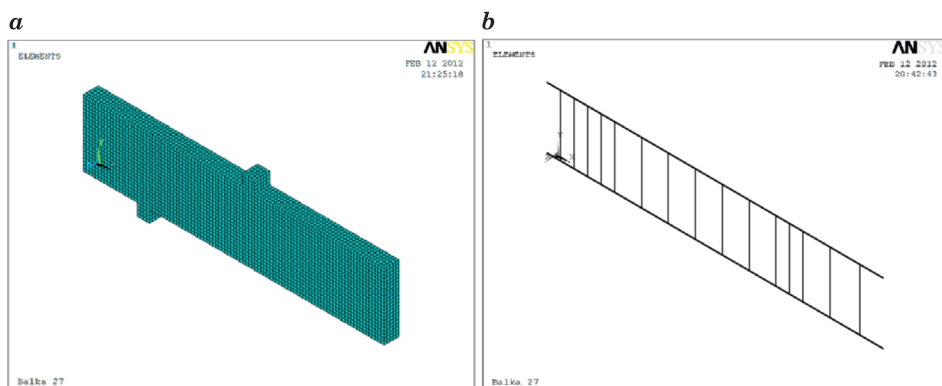 a
1
ELEMENTS
ANSYS
FEB 12 2012
21:25:18
Y
Balka 27
b
1
ELEMENTS
ANSYS
FEB 12 2012
20:42:43
Y
X
Balka 27